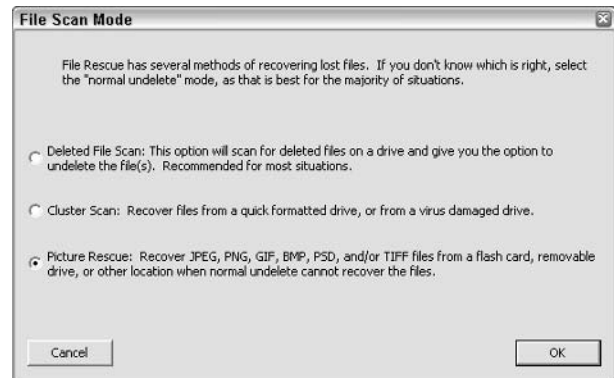 File Scan Mode
File Rescue has several methods of recovering lost files. If you don't know which is right, select
the "normal undelete" mode, as that is best for the majority of situations.
Deleted File Scan: This option will scan for deleted files on a drive and give you the option to
undelete the file(s). Recommended for most situations.
Cluster Scan: Recover files from a quick formatted drive, or from a virus damaged drive.
Picture Rescue: Recover JPEG, PNG, GIF, BMP, PSD, and/or TIFF files from a flash card, removable
drive, or other location when normal undelete cannot recover the files.
Cancel
OK